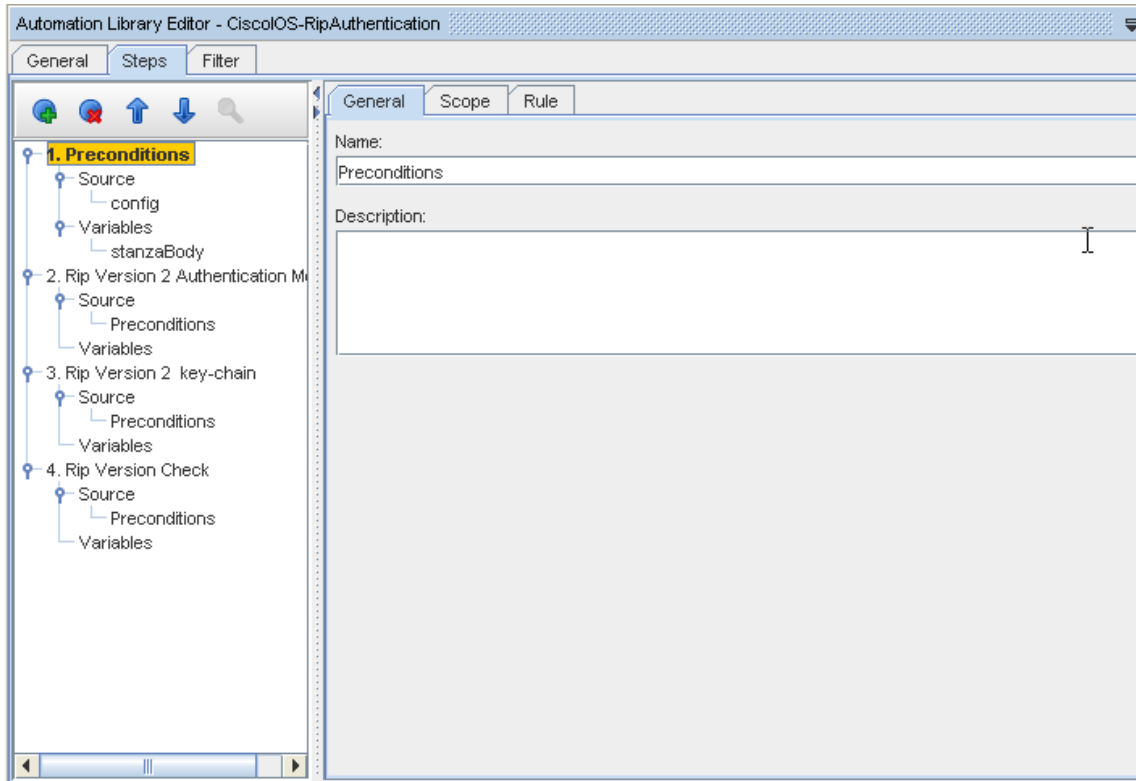 Automation Library Editor - CiscoIOS-RipAuthentication
General Steps Filter
1. Preconditions
Source
config
Variables
stanzaBody
2. Rip Version 2 Authentication
Source
Preconditions
Variables
3. Rip Version 2 key-chain
Source
Preconditions
Variables
4. Rip Version Check
Source
Preconditions
Variables
General Scope Rule
Name:
Preconditions
Description: